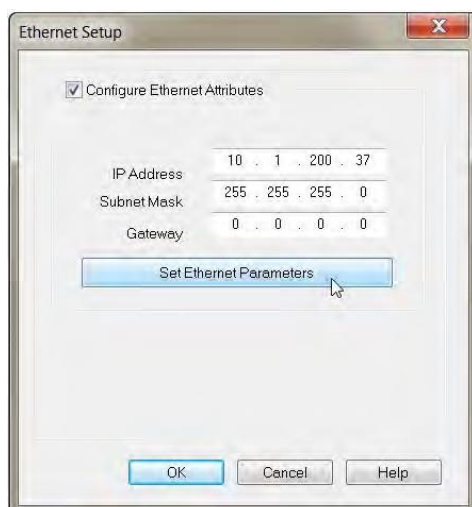 Ethernet Setup
Configure Ethernet Attributes
IP Address 10 . 1 . 200 . 37
Subnet Mask 255 . 255 . 255 . 0
Gateway 0 . 0 . 0 . 0
Set Ethernet Parameters
OK Cancel Help